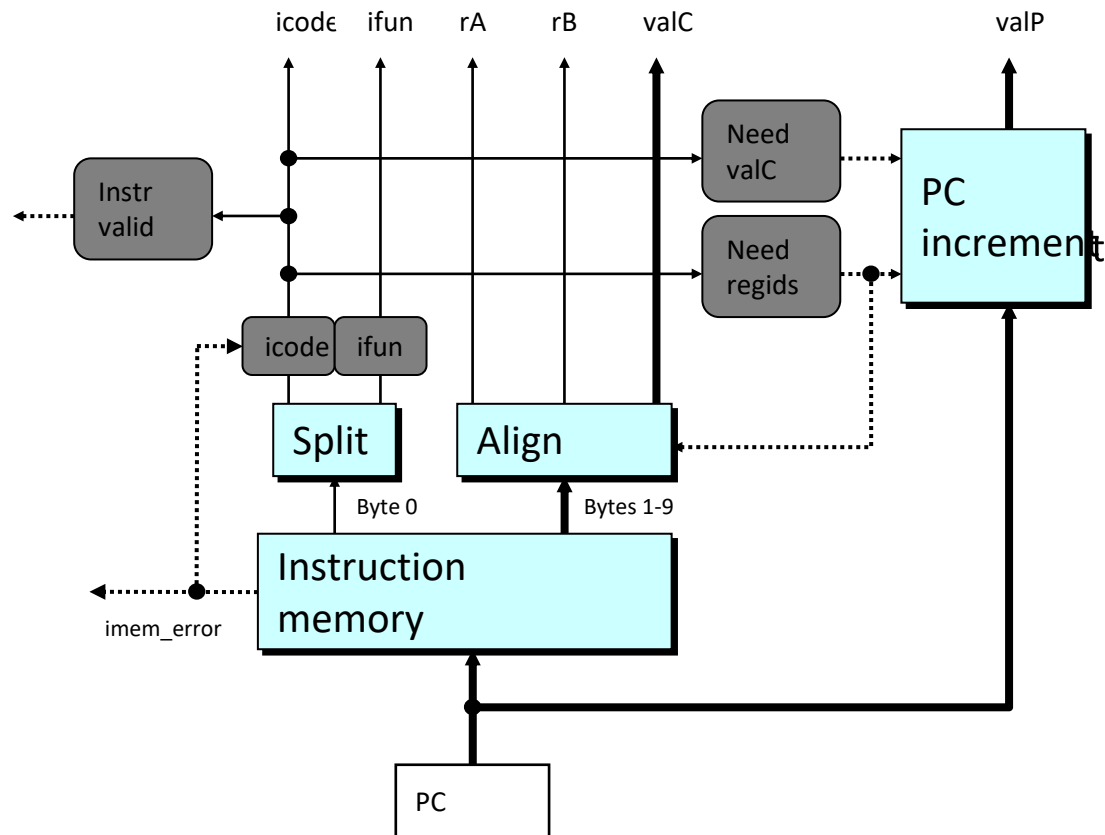 icode ifun rA rB valC valP
Need
valC
PC
increment
Instr
valid
Need
regids
icode ifun
Split
Align
Byte 0
Bytes 1-9
Instruction
memory
imem_error
PC